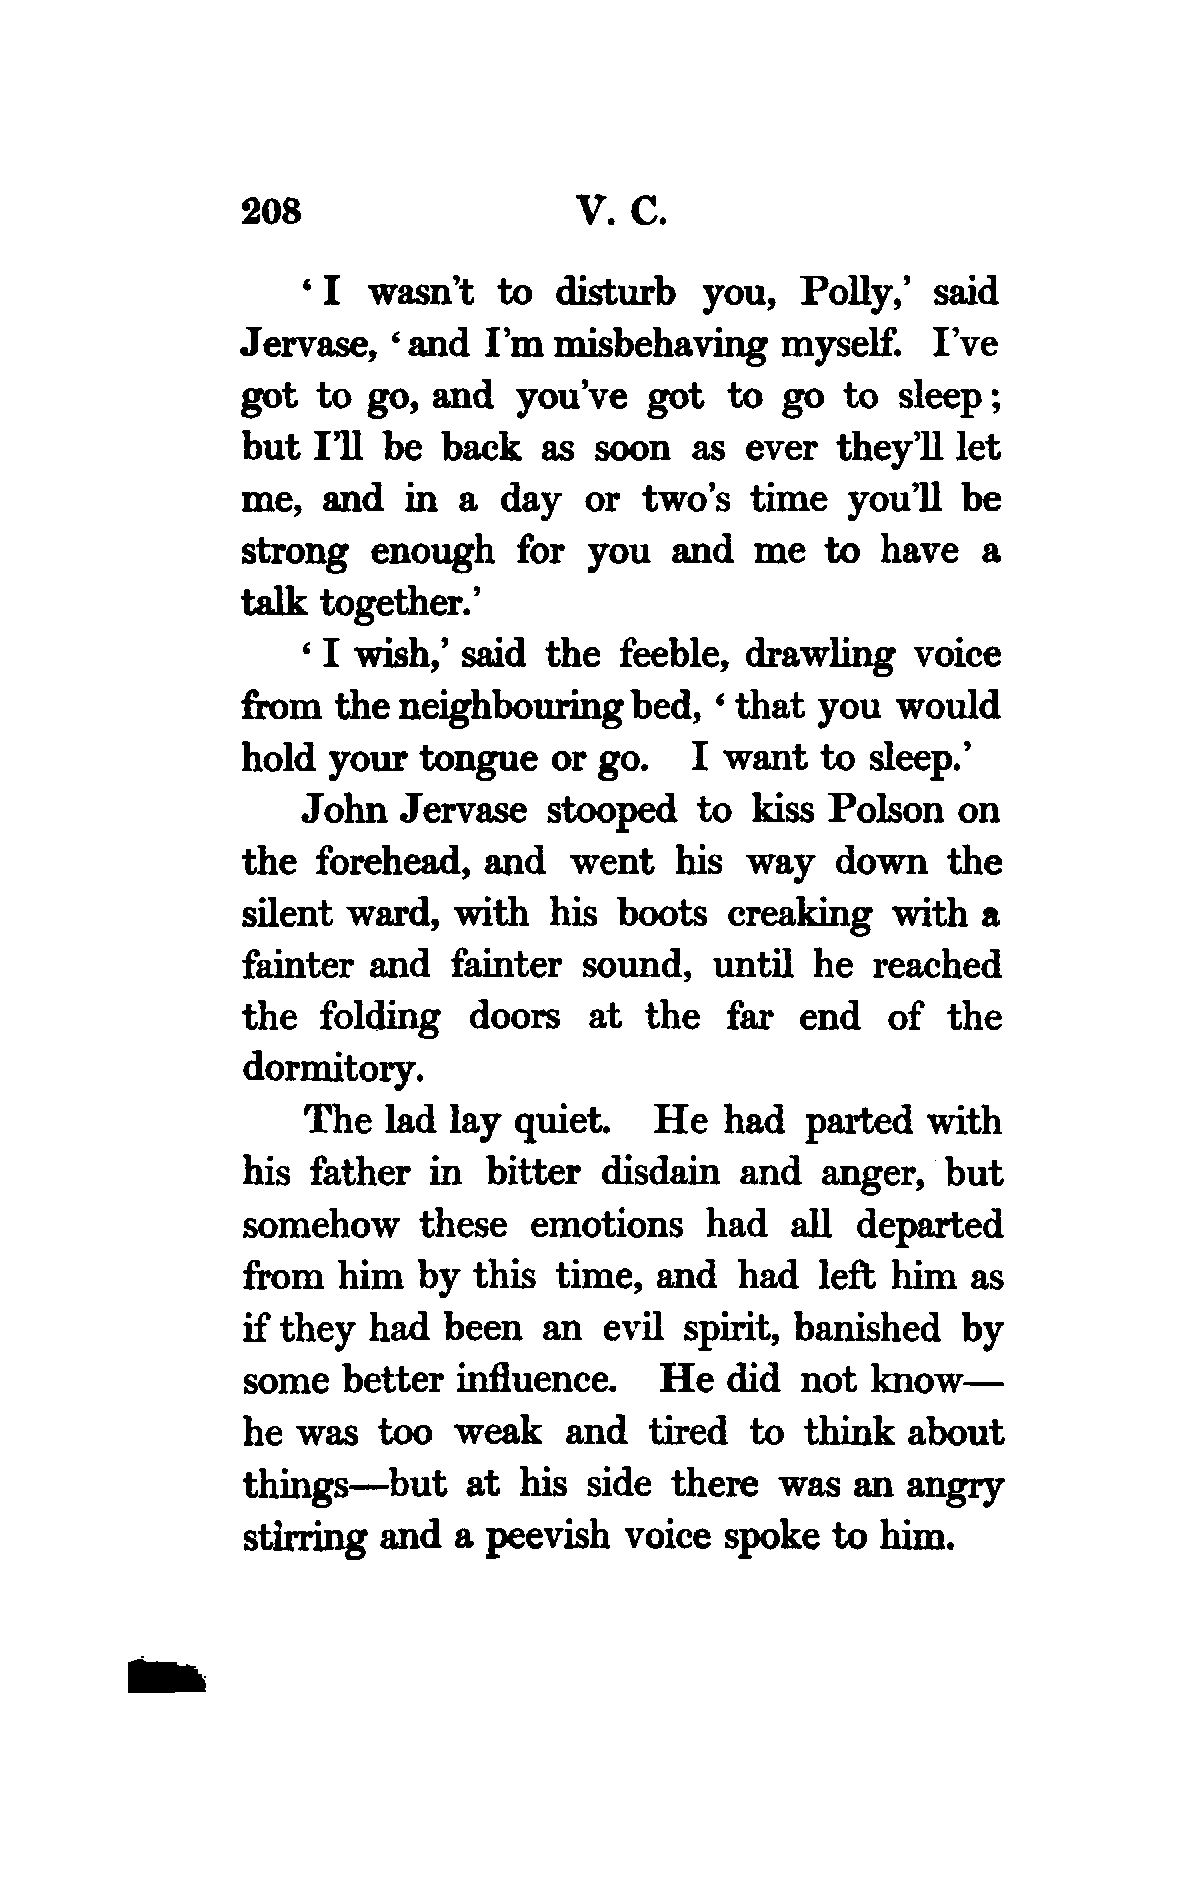 208 V. C.
‘ I wasn’t to disturb you, Polly,’ said
Jervase, ‘ and I’m misbehaving myself. I’ve
got to go, and you’ve got to go to sleep ;
but I’ll be back as soon as ever they’ll let
me, and in a day or two’s time you’ll be
strong enough for you and me to have a
talk together.’
‘ I wish,’ said the feeble, drawling voice
from the neighbouring bed, ‘ that you would
hold your tongue or go. I want to sleep.’
John Jervase stooped to kiss Polson on
the forehead, and went his way down the
silent ward, with his boots creaking with a
fainter and fainter sound, until he reached
the folding doors at the far end of the
dormitory.
The lad lay quiet. He had parted with
his father in bitter disdain and anger, but
somehow these emotions had all departed
from him by this time, and had left him as
if they had been an evil spirit, banished by
some better influence. He did not know—
he was too weak and tired to think about
things—but at his side there was an angry
stirring and a peevish voice spoke to him.